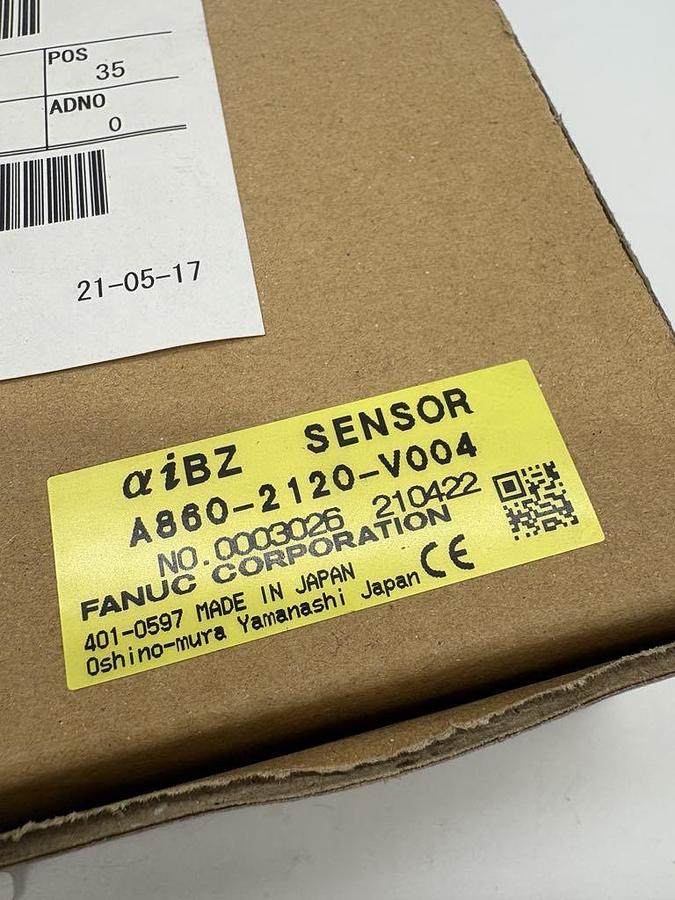 POS
35
ADNO
0
21-05-17
αiBZ SENSOR
A860-2120-V004
NO.0003026 210422
FANUC CORPORATION
401-0597 MADE IN JAPAN
Oshino-mura Yamanashi Japan CE